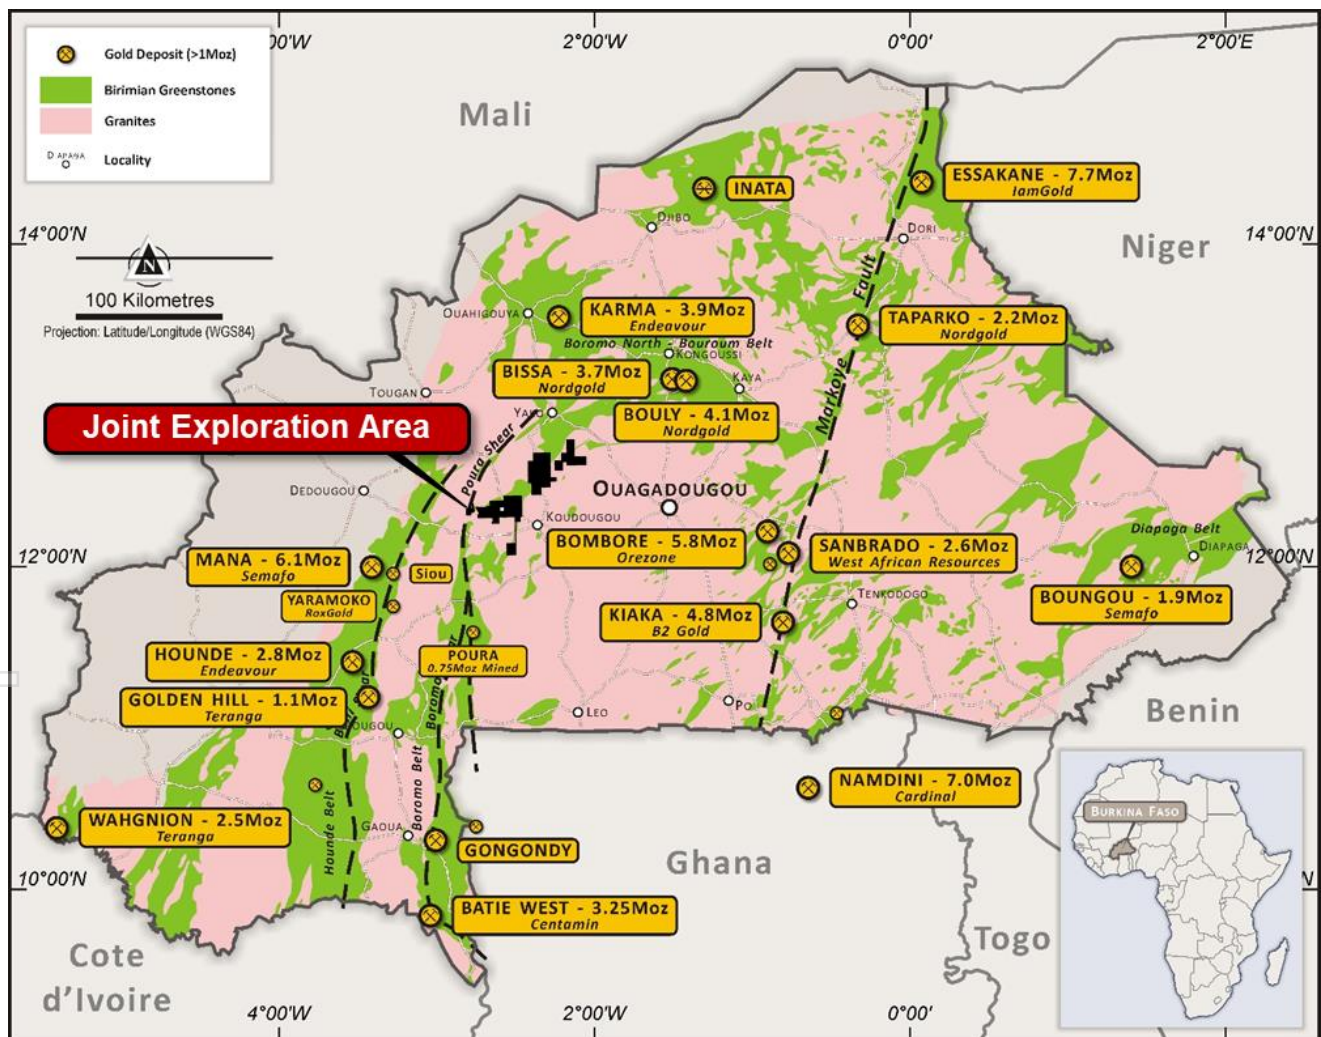 Gold Deposit (>1Moz)
Birimian Greenstones
Granites
DIAPAGA
Locality
00'W
2°00'W
0°00'
2°00'E
Mali
ESSAKANE - 7.7Moz
IamGold
INATA
DJIBO
DORI
14°00'N
14°00'N
Niger
N
100 Kilometres
Projection: Latitude/Longitude (WGS84)
OUAHIGOUYA
KARMA - 3.9Moz
Endeavour
Boromo North - Bouroum Belt
KONGOUSSI
Markoye Fault
TAPARKO - 2.2Moz
Nordgold
BISSA - 3.7Moz
Nordgold
KAYA
TOUGAN
BOULY - 4.1Moz
Nordgold
YAKO
Joint Exploration Area
Poura Shear
DEDOUGOU
OUAGADOUGOU
KOUDOUGOU
BOMBORE - 5.8Moz
Orezone
SANBRADO - 2.6Moz
West African Resources
Diapaga Belt
DIAPAGA
12°00'N
12°00'N
MANA - 6.1Moz
Semafo
Siou
YARAMOKO
RoxGold
BOUNGOU - 1.9Moz
Semafo
TENKODOGO
KIAKA - 4.8Moz
B2 Gold
HOUNDE - 2.8Moz
Endeavour
POURA
0.75Moz Mined
GOLDEN HILL - 1.1Moz
Teranga
LEO
PO
Benin
OUGOU
Boromo
Boromo Belt
NAMDINI - 7.0Moz
Cardinal
BURKINA FASO
WAHGNION - 2.5Moz
Teranga
Hounde Belt
GAOUA
GONGONDY
Ghana
10°00'N
N
BATIE WEST - 3.25Moz
Centamin
Cote
d'Ivoire
Togo
4°00'W
2°00'W
0°00'